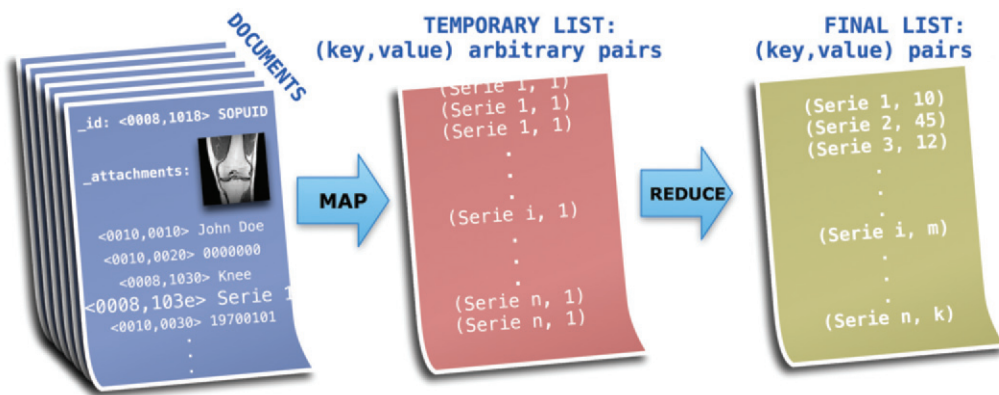 DOCUMENTS
_id: <0008,1018> SOPUID
_attachments:
<0010,0010> John Doe
<0010,0020> 0000000
<0008,1030> Knee
<0008,103e> Serie 1
<0010,0030> 19700101
.
.
.
MAP
TEMPORARY LIST:
(key,value) arbitrary pairs
(Serie 1, 1)
(Serie 1, 1)
(Serie 1, 1)
.
.
.
(Serie i, 1)
.
.
.
(Serie n, 1)
(Serie n, 1)
REDUCE
FINAL LIST:
(key,value) pairs
(Serie 1, 10)
(Serie 2, 45)
(Serie 3, 12)
.
.
.
(Serie i, m)
.
.
.
(Serie n, k)